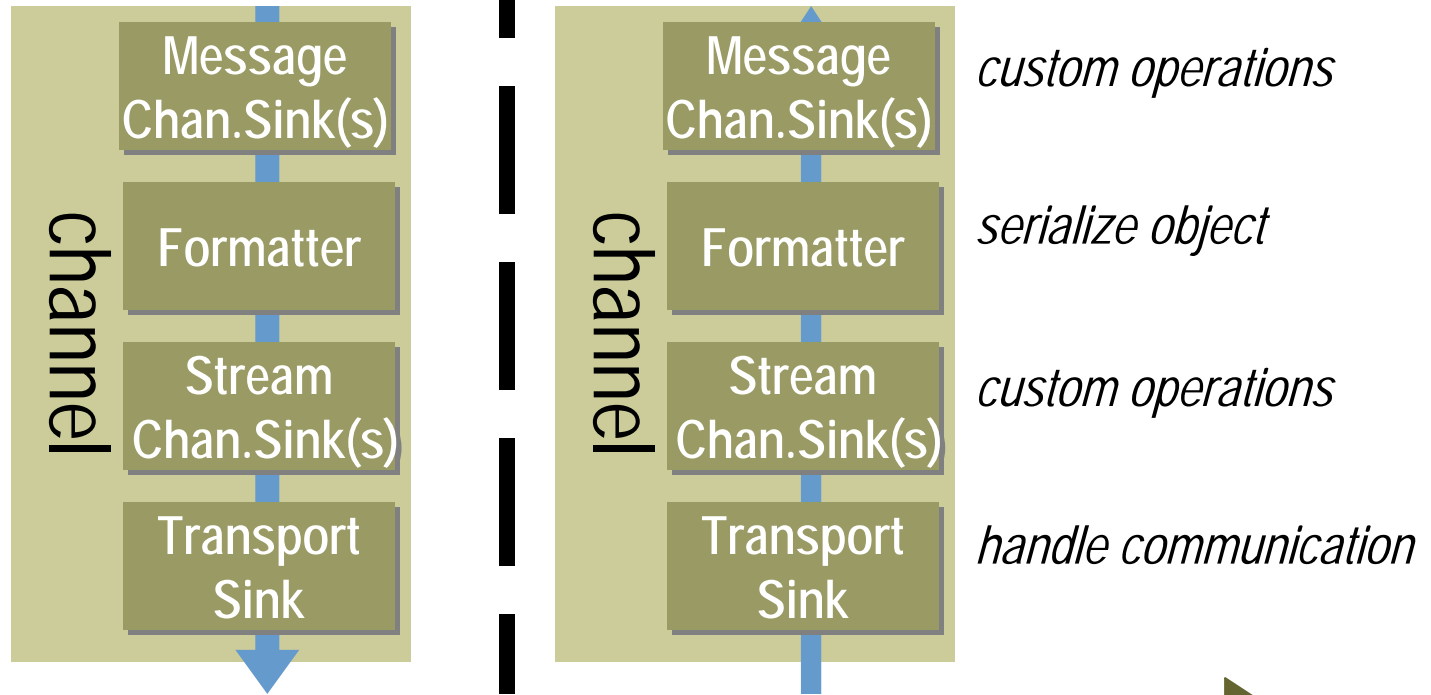 channel
Message
Chan.Sink(s)
Formatter
Stream
Chan.Sink(s)
Transport
Sink
channel
Message
Chan.Sink(s)
Formatter
Stream
Chan.Sink(s)
Transport
Sink
custom operations
serialize object
custom operations
handle communication